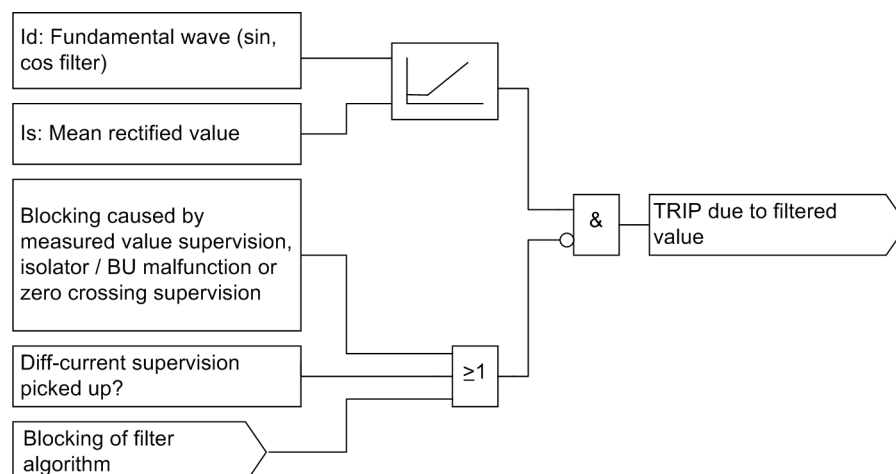 Id: Fundamental wave (sin,
cos filter)
Is: Mean rectified value
Blocking caused by
measured value supervision,
isolator / BU malfunction or
zero crossing supervision
&
TRIP due to filtered
value
Diff-current supervision
picked up?
≥1
Blocking of filter
algorithm